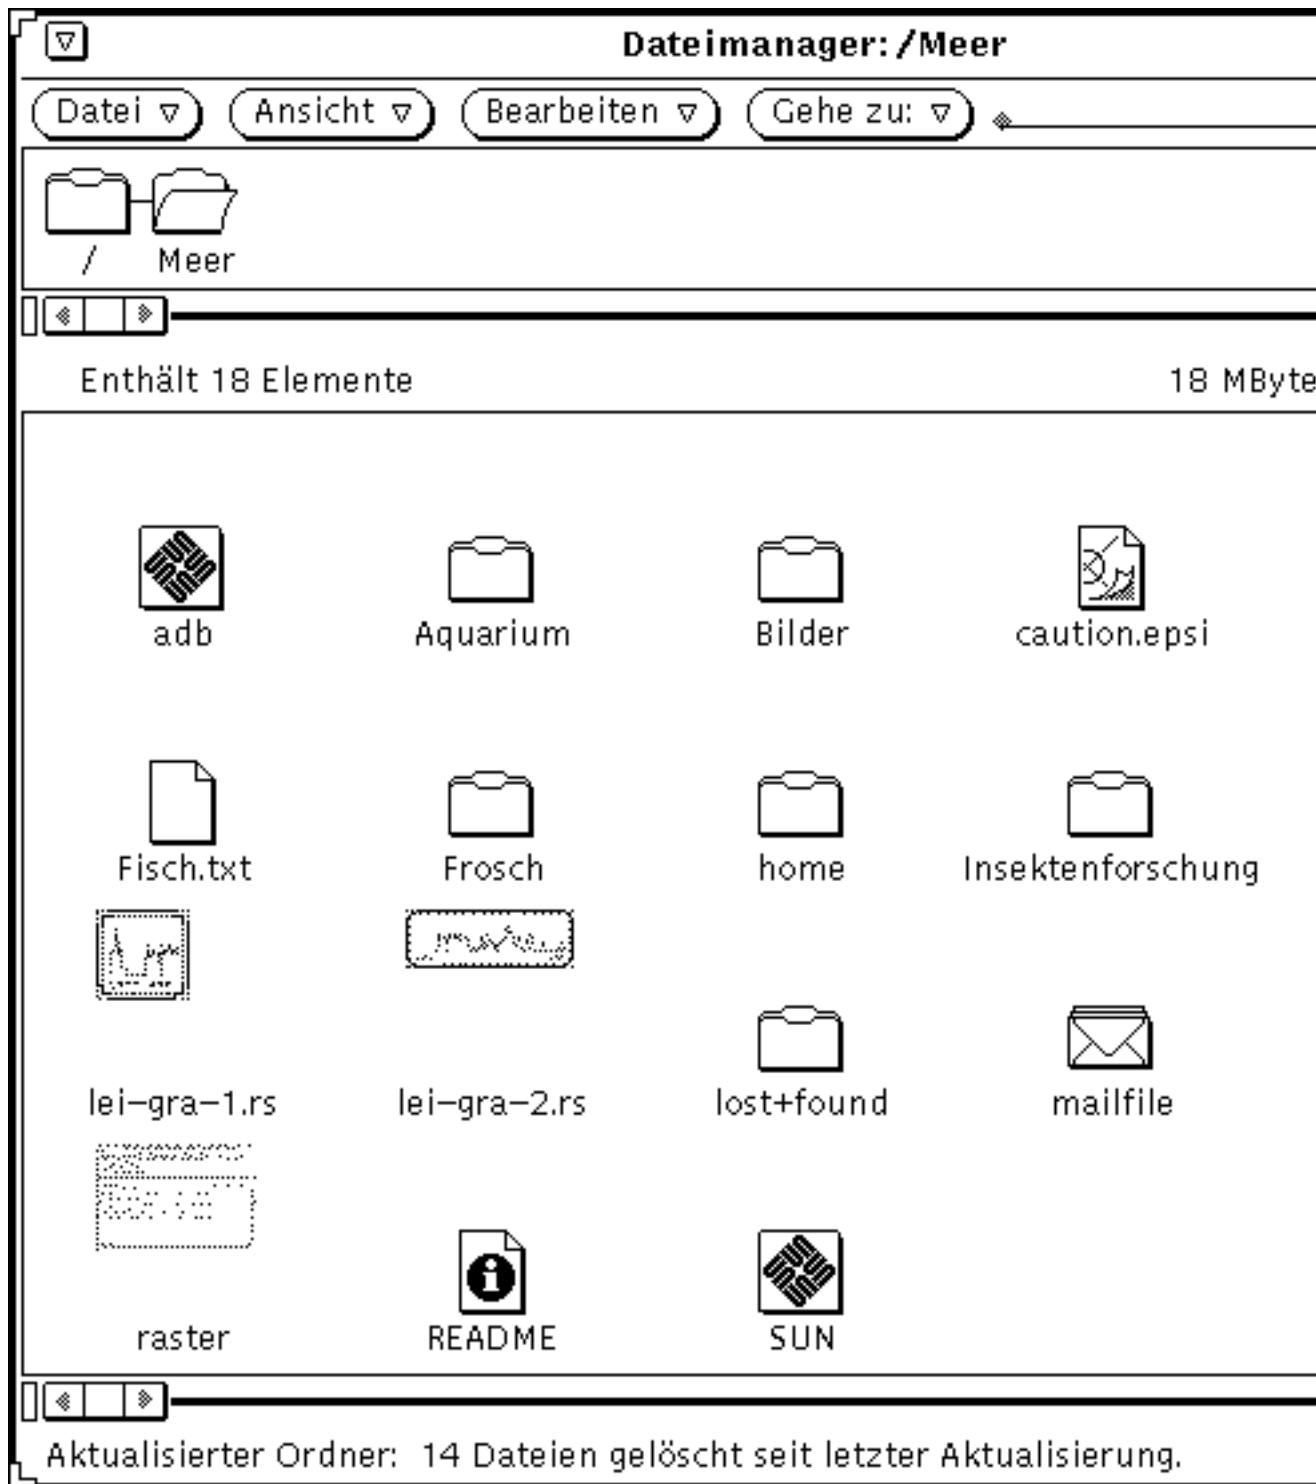 Dateimanager: /Meer
Datei Ansicht Bearbeiten Gehe zu:
/ Meer
Enthält 18 Elemente 18 MByte
adb Aquarium Bilder caution.epsi
Fisch.txt Frosch home Insektenforschung
lei-gra-1.rs lei-gra-2.rs lost+found mailfile
raster README SUN
Aktualisierter Ordner: 14 Dateien gelöscht seit letzter Aktualisierung.